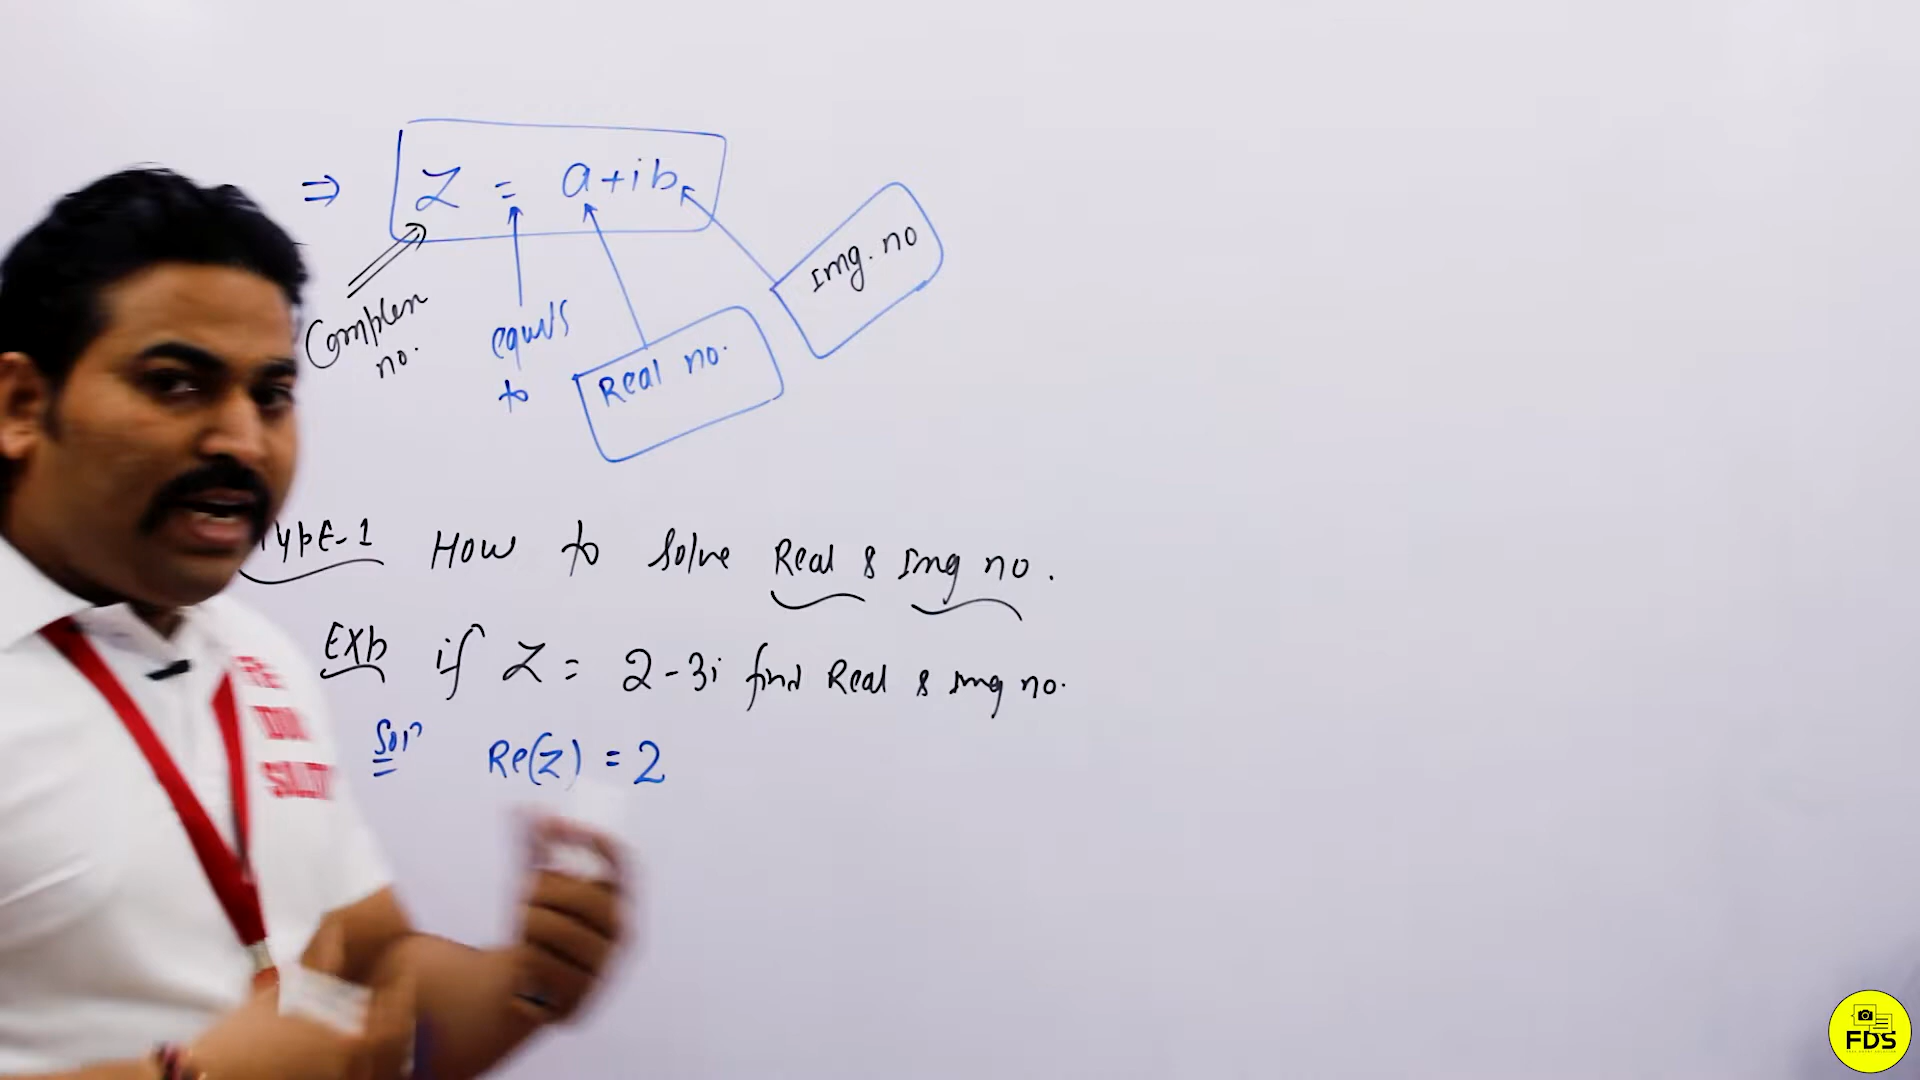 ⇒ Z = a+ib
Img. no
Complex no.
equals to
Real no.
Type-1 How to Solve Real & Img no.
EXP if Z = 2-3i find Real & Img no.
Solⁿ Re(z) = 2
FDS